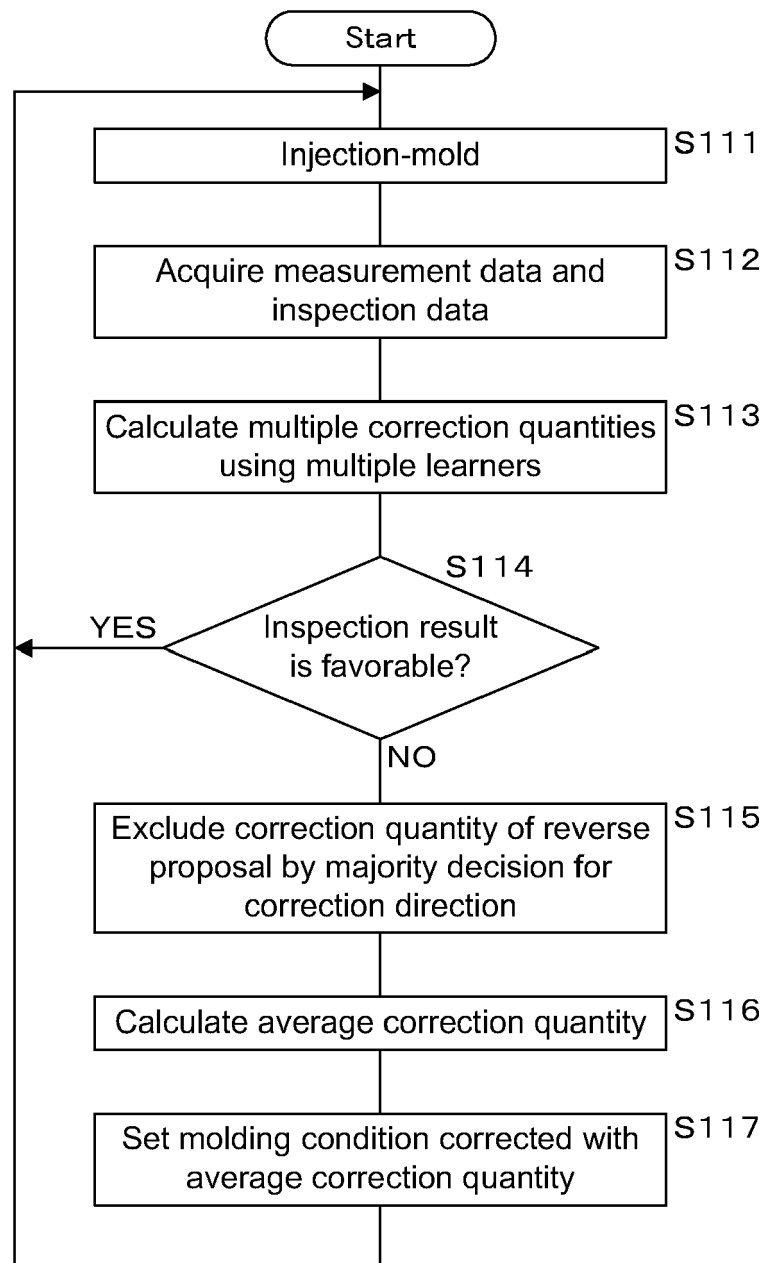 Start
Injection-mold
S111
Acquire measurement data and
inspection data
S112
Calculate multiple correction quantities
using multiple learners
S113
S114
YES
Inspection result
is favorable?
NO
Exclude correction quantity of reverse
proposal by majority decision for
correction direction
S115
Calculate average correction quantity
S116
Set molding condition corrected with
average correction quantity
S117